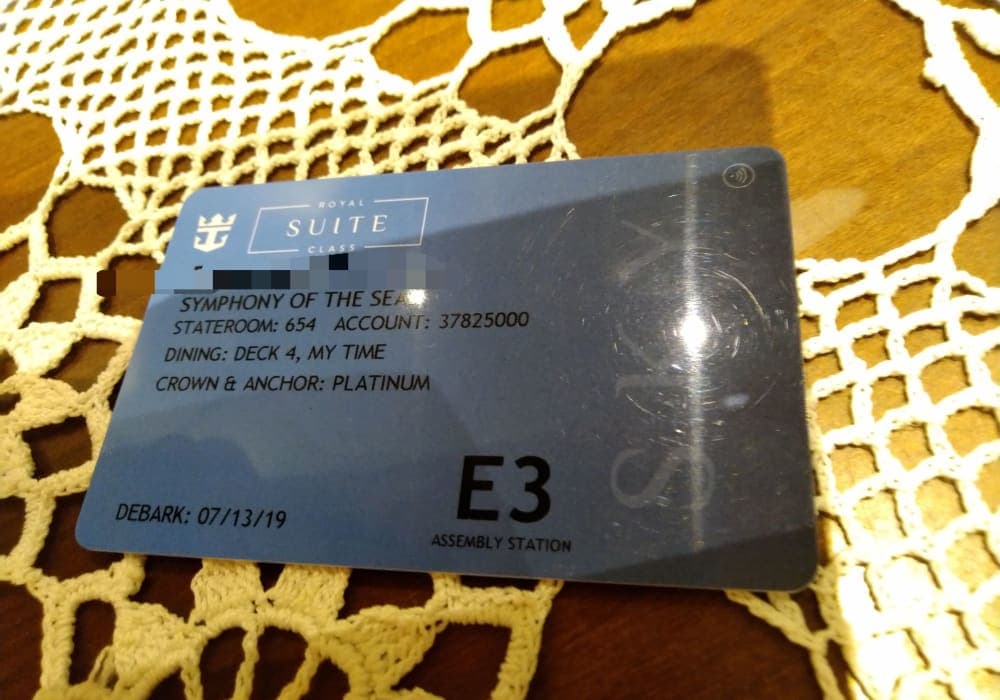 ROYAL
SUITE
CLASS
SYMPHONY OF THE
STATEROOM: 654 ACCOUNT: 37825000
DINING: DECK 4, MY TIME
CROWN & ANCHOR: PLATINUM
DEBARK: 07/13/19
E3
ASSEMBLY STATION
SKY